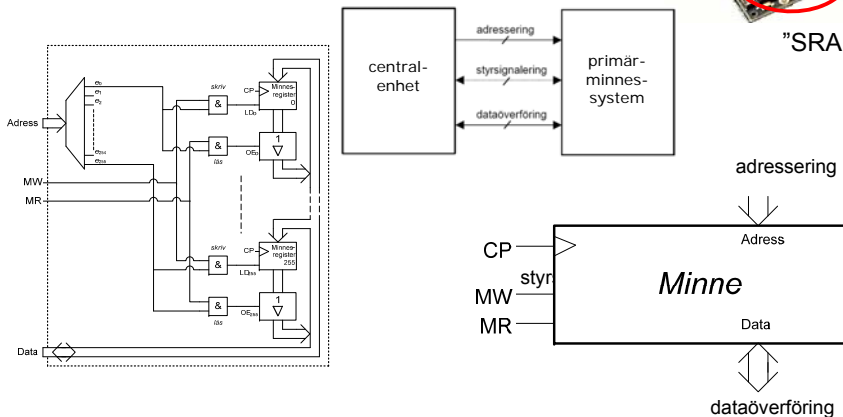 "SRA
central-
enhet
adressering
styrsignalering
dataöverföring
primär-
minnes-
system
Adress
e0
e1
e2
e254
e255
MW
MR
Data
skriv
&
LD0
CP
Minnes-
register
0
&
läs
OE0
1
skriv
&
LD255
CP
Minnes-
register
255
&
läs
OE255
1
adressering
CP
styr
MW
MR
Adress
Minne
Data
dataöverföring